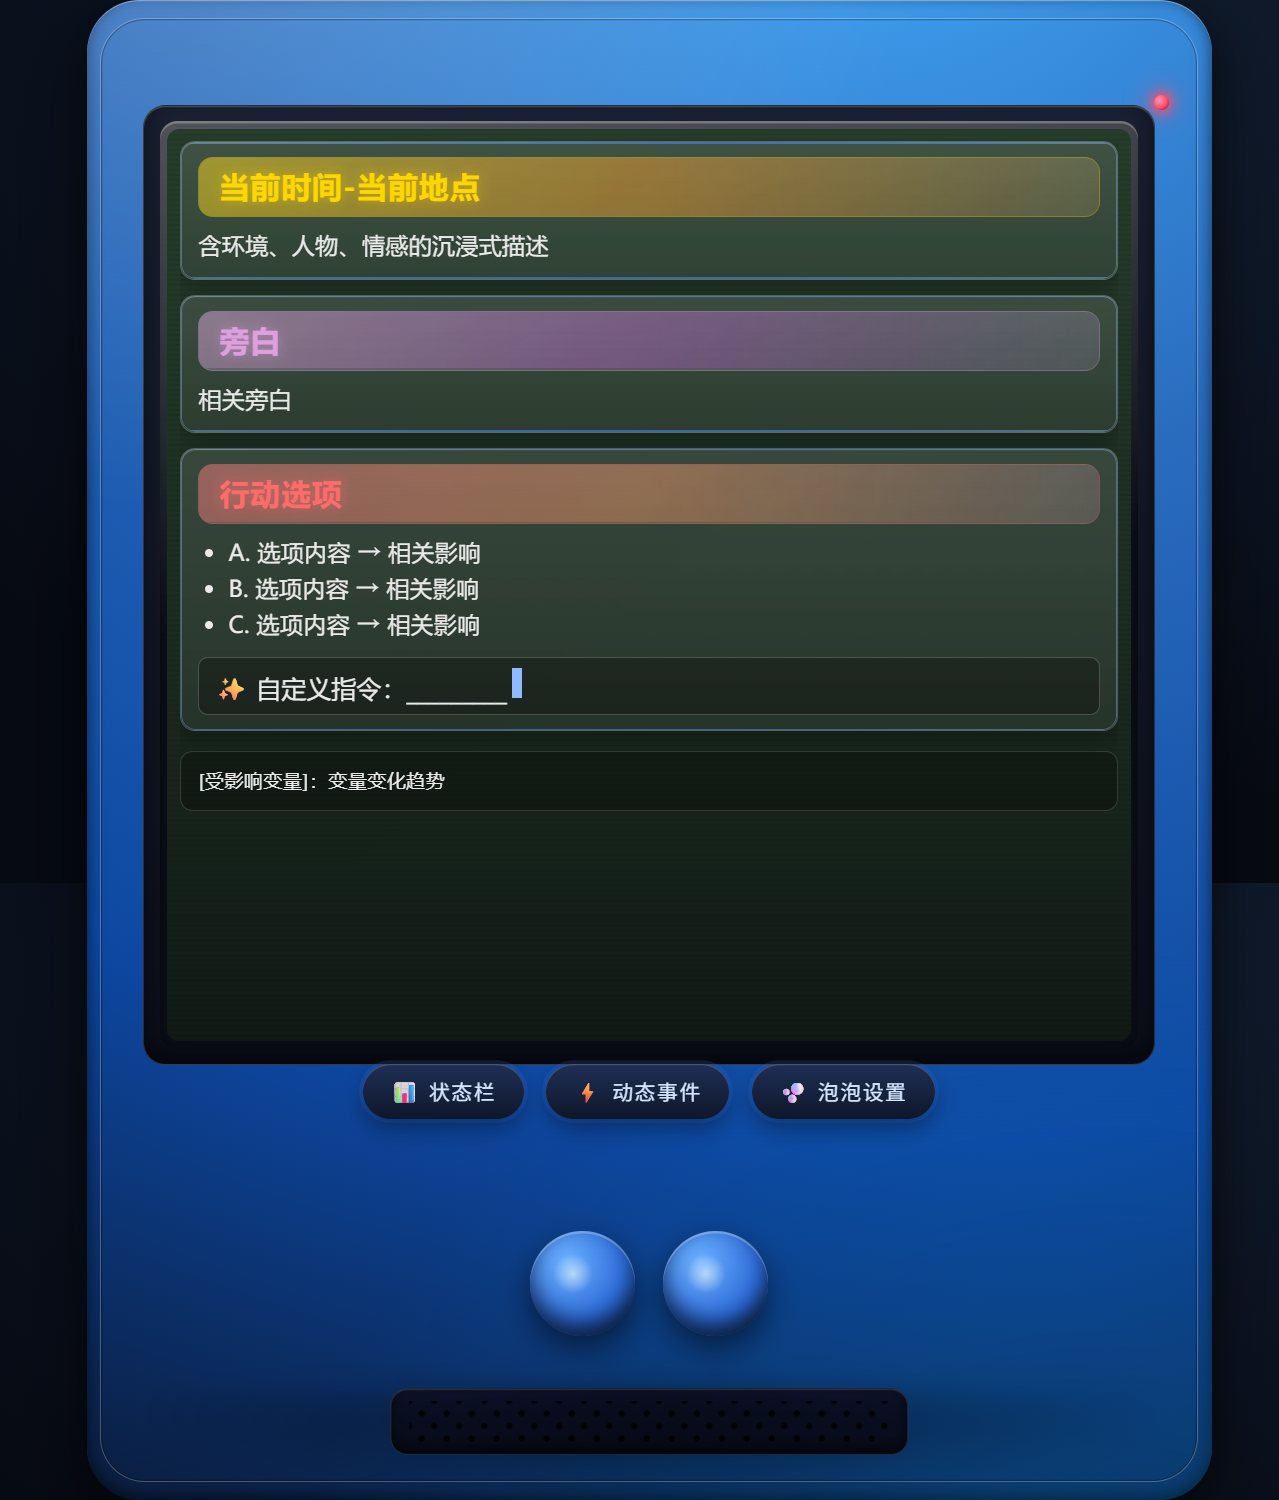 当前时间-当前地点
含环境、人物、情感的沉浸式描述
旁白
相关旁白
行动选项
• A. 选项内容 → 相关影响
• B. 选项内容 → 相关影响
• C. 选项内容 → 相关影响
✨ 自定义指令：________
[受影响变量]：变量变化趋势
📊 状态栏 ⚡ 动态事件 🫧 泡泡设置